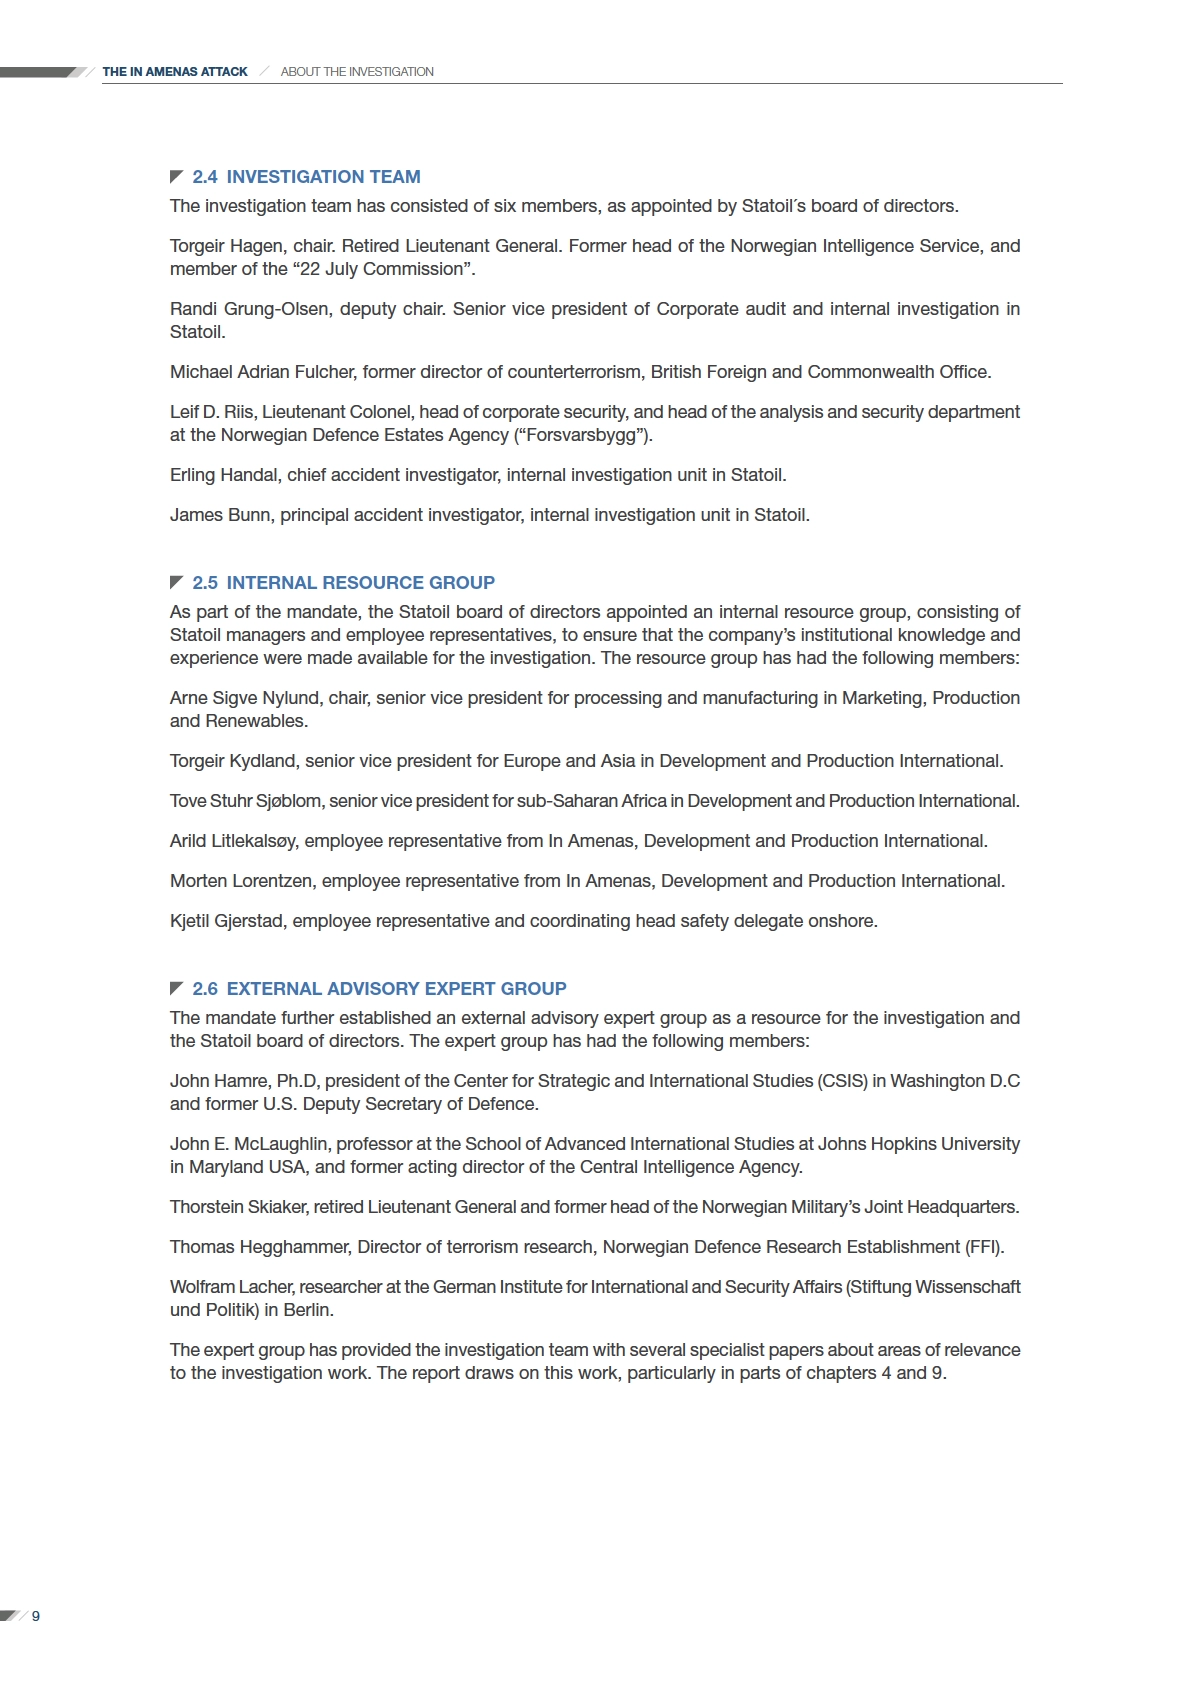 THE IN AMENAS ATTACK / ABOUT THE INVESTIGATION
2.4 INVESTIGATION TEAM
The investigation team has consisted of six members, as appointed by Statoil´s board of directors.
Torgeir Hagen, chair. Retired Lieutenant General. Former head of the Norwegian Intelligence Service, and
member of the “22 July Commission”.
Randi Grung-Olsen, deputy chair. Senior vice president of Corporate audit and internal investigation in
Statoil.
Michael Adrian Fulcher, former director of counterterrorism, British Foreign and Commonwealth Office.
Leif D. Riis, Lieutenant Colonel, head of corporate security, and head of the analysis and security department
at the Norwegian Defence Estates Agency (“Forsvarsbygg”).
Erling Handal, chief accident investigator, internal investigation unit in Statoil.
James Bunn, principal accident investigator, internal investigation unit in Statoil.
2.5 INTERNAL RESOURCE GROUP
As part of the mandate, the Statoil board of directors appointed an internal resource group, consisting of
Statoil managers and employee representatives, to ensure that the company’s institutional knowledge and
experience were made available for the investigation. The resource group has had the following members:
Arne Sigve Nylund, chair, senior vice president for processing and manufacturing in Marketing, Production
and Renewables.
Torgeir Kydland, senior vice president for Europe and Asia in Development and Production International.
Tove Stuhr Sjøblom, senior vice president for sub-Saharan Africa in Development and Production International.
Arild Litlekalsøy, employee representative from In Amenas, Development and Production International.
Morten Lorentzen, employee representative from In Amenas, Development and Production International.
Kjetil Gjerstad, employee representative and coordinating head safety delegate onshore.
2.6 EXTERNAL ADVISORY EXPERT GROUP
The mandate further established an external advisory expert group as a resource for the investigation and
the Statoil board of directors. The expert group has had the following members:
John Hamre, Ph.D, president of the Center for Strategic and International Studies (CSIS) in Washington D.C
and former U.S. Deputy Secretary of Defence.
John E. McLaughlin, professor at the School of Advanced International Studies at Johns Hopkins University
in Maryland USA, and former acting director of the Central Intelligence Agency.
Thorstein Skiaker, retired Lieutenant General and former head of the Norwegian Military’s Joint Headquarters.
Thomas Hegghammer, Director of terrorism research, Norwegian Defence Research Establishment (FFI).
Wolfram Lacher, researcher at the German Institute for International and Security Affairs (Stiftung Wissenschaft
und Politik) in Berlin.
The expert group has provided the investigation team with several specialist papers about areas of relevance
to the investigation work. The report draws on this work, particularly in parts of chapters 4 and 9.
9